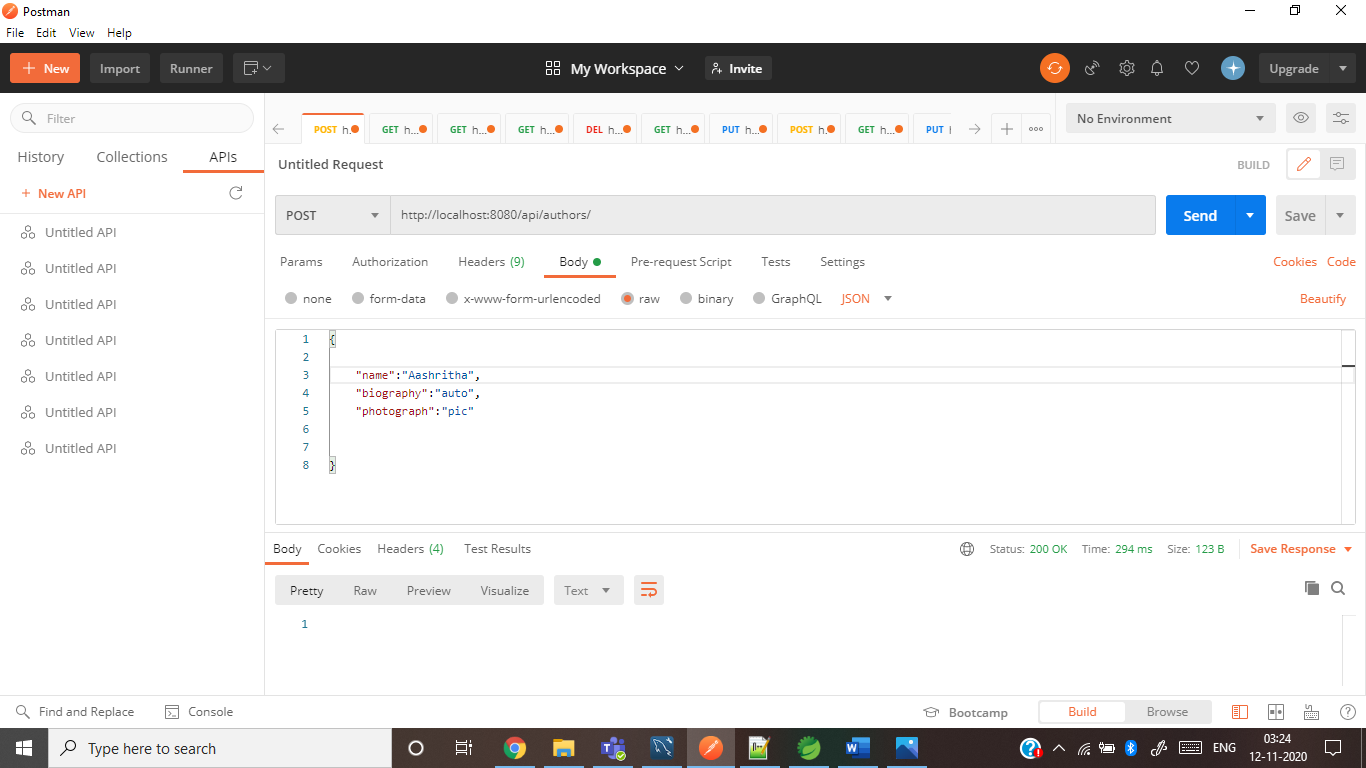 Postman
File Edit View Help
New Import Runner My Workspace Invite Upgrade
Filter
History Collections APIs
New API
Untitled API
Untitled API
Untitled API
Untitled API
Untitled API
Untitled API
Untitled API
POST h. GET h... GET h... GET h... DEL h... GET h... PUT h... POST h. GET h... PUT
No Environment
Untitled Request BUILD
POST http://localhost:8080/api/authors/ Send Save
Params Authorization Headers (9) Body Pre-request Script Tests Settings Cookies Code
none form-data x-www-form-urlencoded raw binary GraphQL JSON Beautify
1 {
2
3 "name":"Aashritha",
4 "biography":"auto",
5 "photograph":"pic"
6
7
8 }
Body Cookies Headers (4) Test Results Status: 200 OK Time: 294 ms Size: 123 B Save Response
Pretty Raw Preview Visualize Text
1
Find and Replace Console Bootcamp Build Browse
Type here to search ENG 03:24
12-11-2020